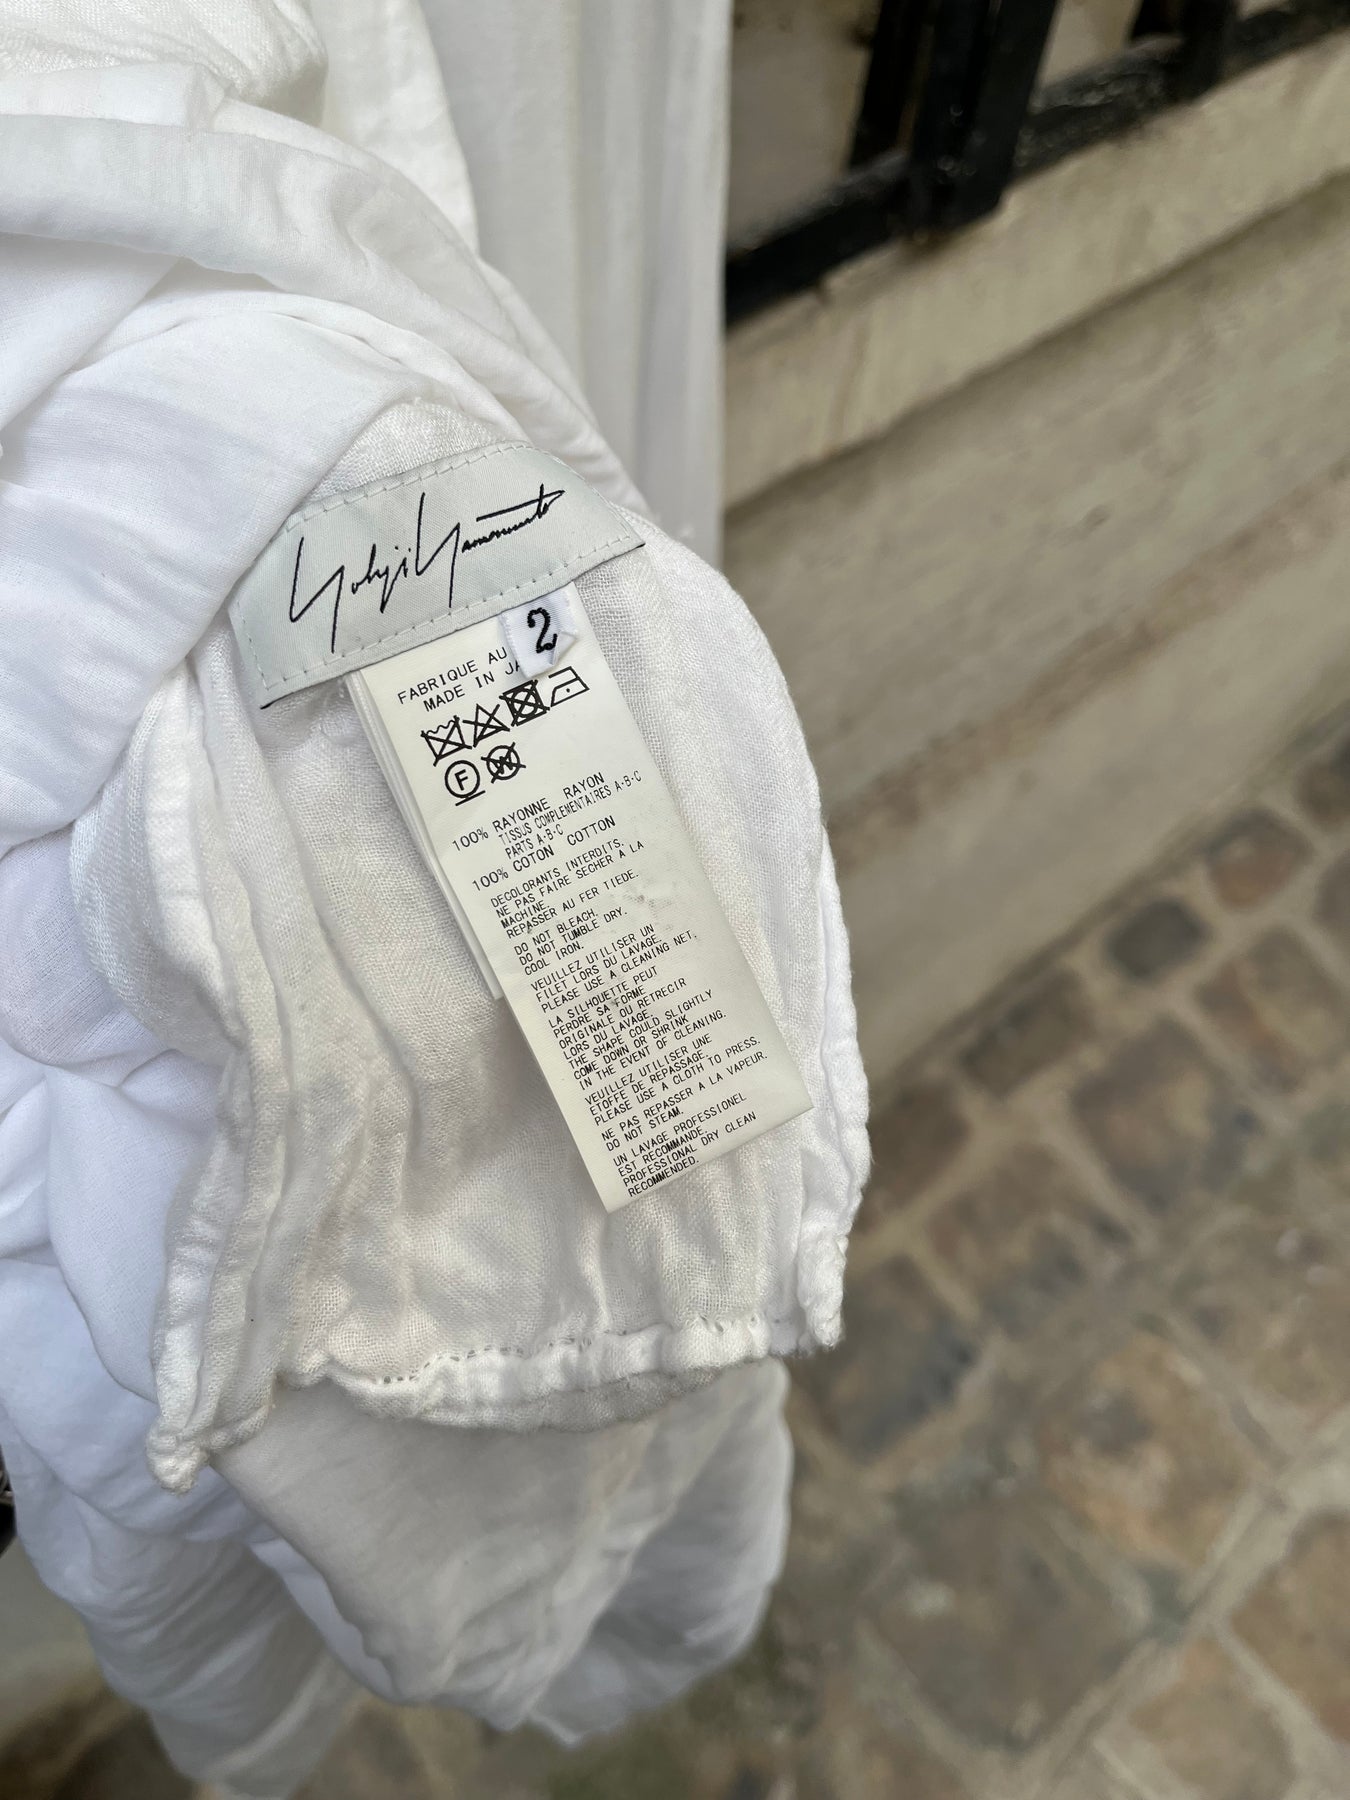 Yohji Yamamoto
2
FABRIQUE AU
MADE IN JA
F
W
100% RAYONNE RAYON
TISSUS COMPLEMENTAIRES A-B-C
PARTS A-B-C
100% COTON COTTON
DECOLORANTS INTERDITS.
NE PAS FAIRE SECHER A LA
MACHINE.
REPASSER AU FER TIEDE.
DO NOT BLEACH.
DO NOT TUMBLE DRY.
COOL IRON.
VEUILLEZ UTILISER UN
FILET LORS DU LAVAGE.
PLEASE USE A CLEANING NET.
LA SILHOUETTE PEUT
PERDRE SA FORME
ORIGINALE OU RETRECIR
LORS DU LAVAGE.
THE SHAPE COULD SLIGHTLY
COME DOWN OR SHRINK
IN THE EVENT OF CLEANING.
VEUILLEZ UTILISER UNE
ETOFFE DE REPASSAGE.
PLEASE USE A CLOTH TO PRESS.
NE PAS REPASSER A LA VAPEUR.
DO NOT STEAM.
UN LAVAGE PROFESSIONEL
EST RECOMMANDE.
PROFESSIONAL DRY CLEAN
RECOMMENDED.